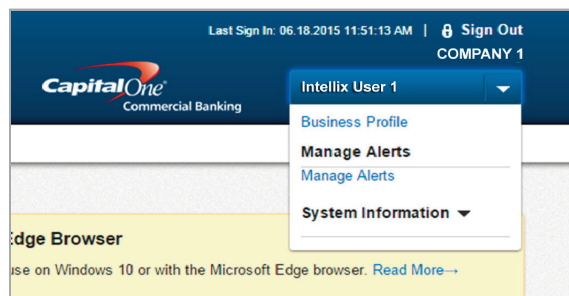 Last Sign In: 06.18.2015 11:51:13 AM | Sign Out
COMPANY 1
CapitalOne
Commercial Banking
Intellix User 1
Business Profile
Manage Alerts
Manage Alerts
System Information
Edge Browser
use on Windows 10 or with the Microsoft Edge browser. Read More→